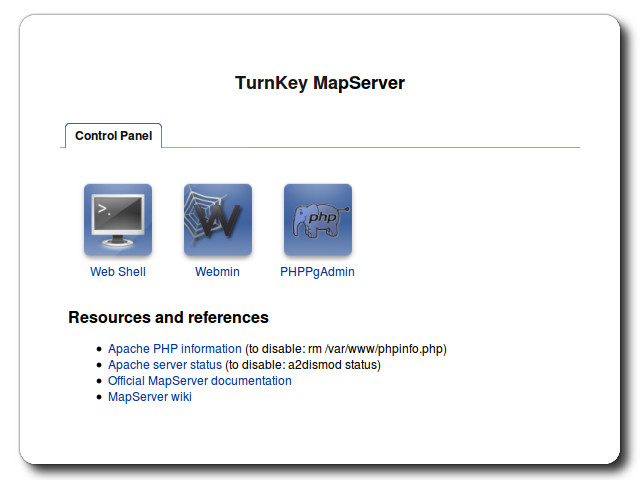 TurnKey MapServer
Control Panel
>_
W
php
Web Shell
Webmin
PHPPgAdmin
Resources and references
Apache PHP information (to disable: rm /var/www/phpinfo.php)
Apache server status (to disable: a2dismod status)
Official MapServer documentation
MapServer wiki